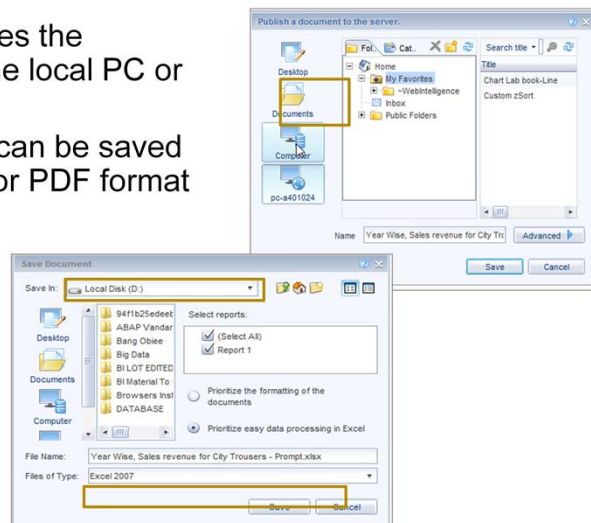 es the
ne local PC or
can be saved
or PDF format
Publish a document to the server.
Desktop
Documents
Computer
pc-a401024
Fol..
Cat..
Home
My Favorites
~WebIntelligence
Inbox
Public Folders
Search title
Title
Chart Lab book-Line
Custom zSort
Name
Year Wise, Sales revenue for City Tro
Advanced
Save
Cancel
Save Document
Save In:
Local Disk (D:)
Desktop
Documents
Computer
94f1b25edeeb
ABAP Vandar
Bang Obiee
Big Data
BI LOT EDITED
BI Material To
Browsers Inst
DATABASE
Select reports:
(Select All)
Report 1
Prioritize the formatting of the
documents
Prioritize easy data processing in Excel
File Name:
Year Wise, Sales revenue for City Trousers - Prompt.xlsx
Files of Type:
Excel 2007
Save
Cancel